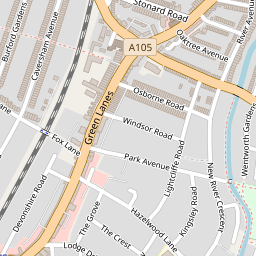 Stonard Road
Burford Gardens
Caversham Avenue
A105
Oaktree Avenue
River Avenue
Osborne Road
Green Lanes
Windsor Road
Wentworth Gardens
Fox Lane
Park Avenue
Lightcliffe Road
New River Crescent
Devonshire Road
The Grove
Hazelwood Lane
Kingsley Road
The Crest
Lodge D